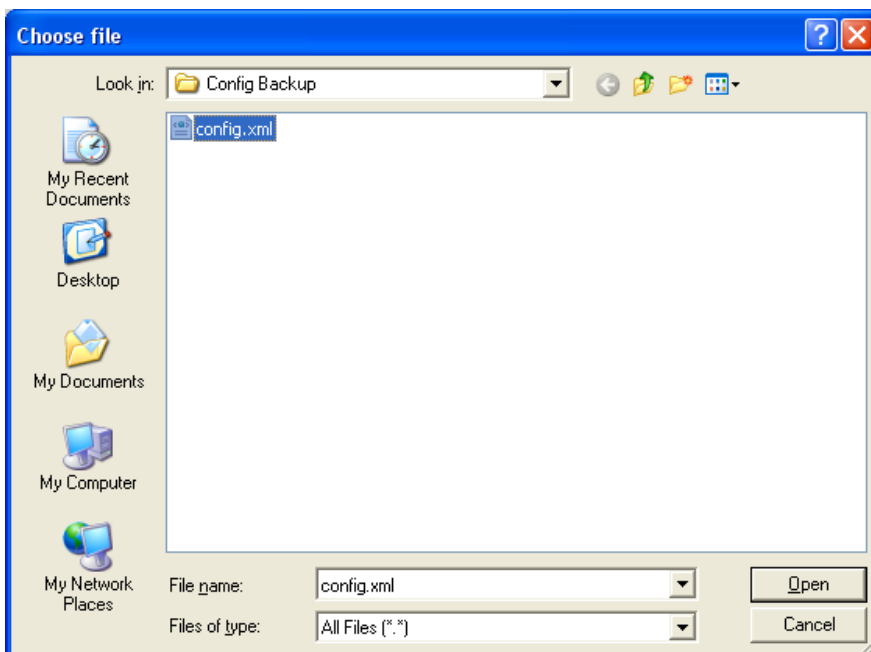 Choose file
Look in:
Config Backup
config.xml
My Recent
Documents
Desktop
My Documents
My Computer
My Network
Places
File name:
config.xml
Open
Files of type:
All Files (*.*)
Cancel